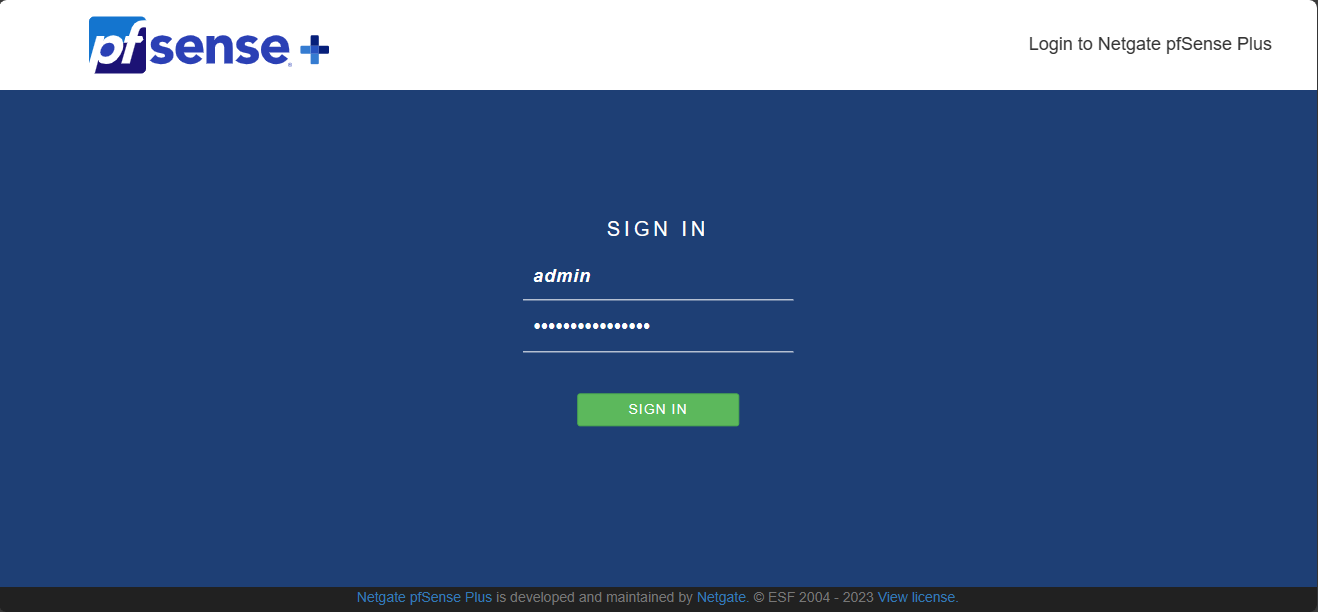 pfsense +
Login to Netgate pfSense Plus
SIGN IN
admin
••••••••••••••••
SIGN IN
Netgate pfSense Plus is developed and maintained by Netgate. © ESF 2004 - 2023 View license.